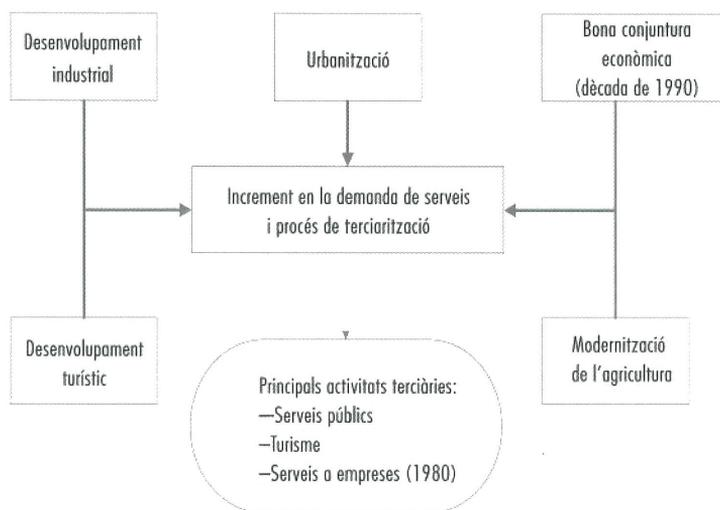 Desenvolupament
industrial
Urbanització
Bona conjuntura
econòmica
(dècada de 1990)
Increment en la demanda de serveis
i procés de terciarització
Desenvolupament
turístic
Modernització
de l'agricultura
Principals activitats terciàries:
—Serveis públics
—Turisme
—Serveis a empreses (1980)